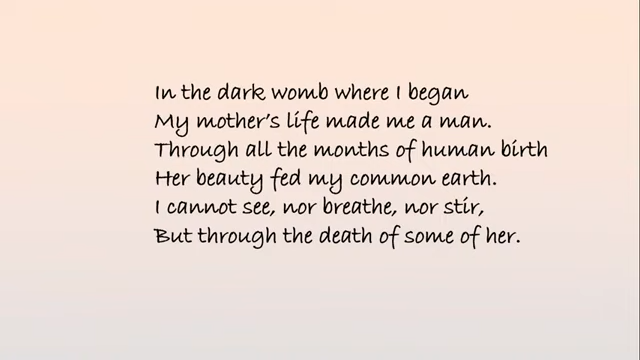 In the dark womb where I began
My mother's life made me a man.
Through all the months of human birth
Her beauty fed my common earth.
I cannot see, nor breathe, nor stir,
But through the death of some of her.